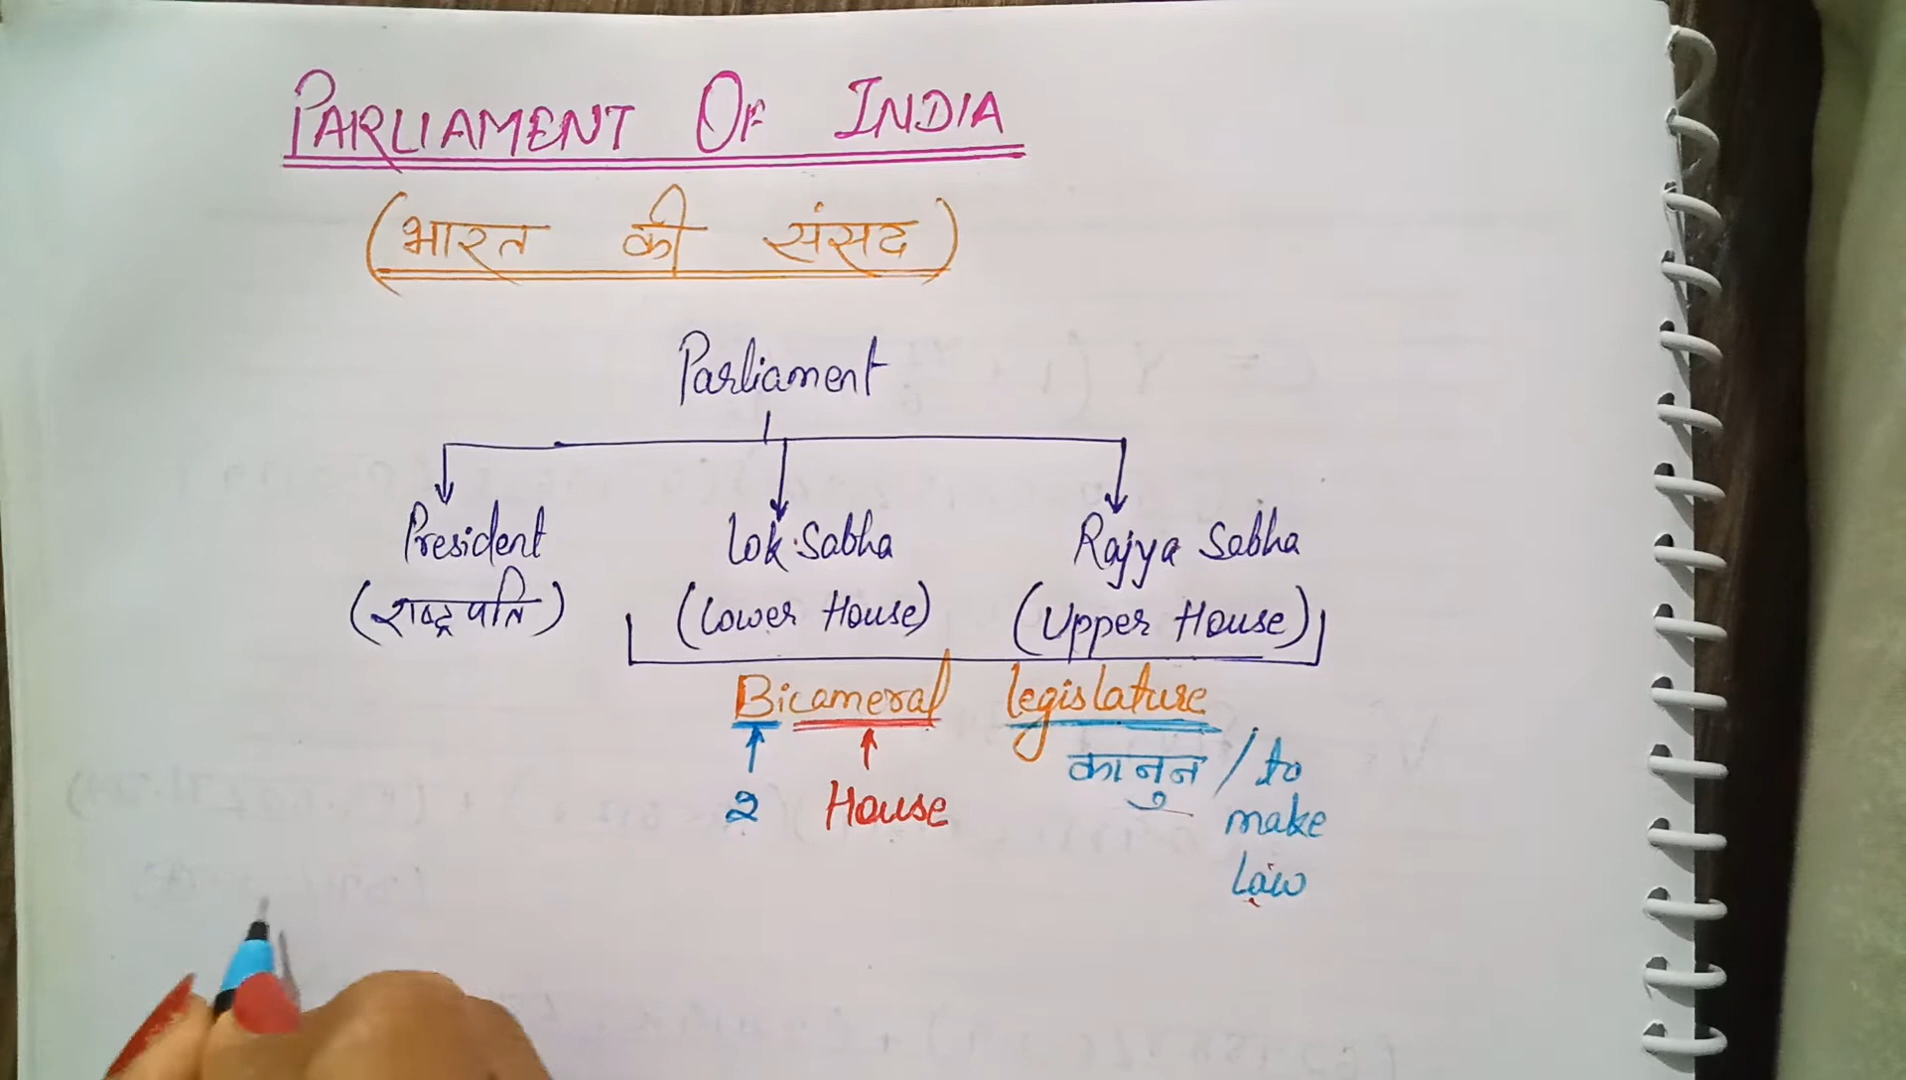 PARLIAMENT OF INDIA
(भारत की संसद)
Parliament
President Lok Sabha Rajya Sabha
(राष्ट्रपति) (Lower House) (Upper House)
Bicameral legislature
2 House कानुन / to
make
law